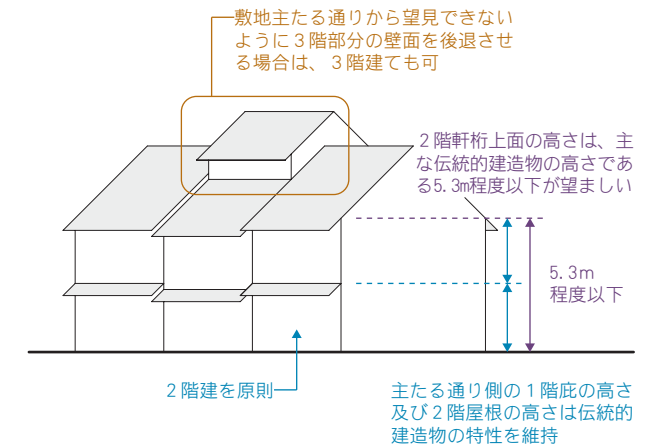 敷地主たる通りから望見できない
ように３階部分の壁面を後退させ
る場合は、３階建ても可
２階軒桁上面の高さは、主
な伝統的建造物の高さであ
る5.3m程度以下が望ましい
5.3m
程度以下
２階建を原則
主たる通り側の１階庇の高さ
及び２階屋根の高さは伝統的
建造物の特性を維持